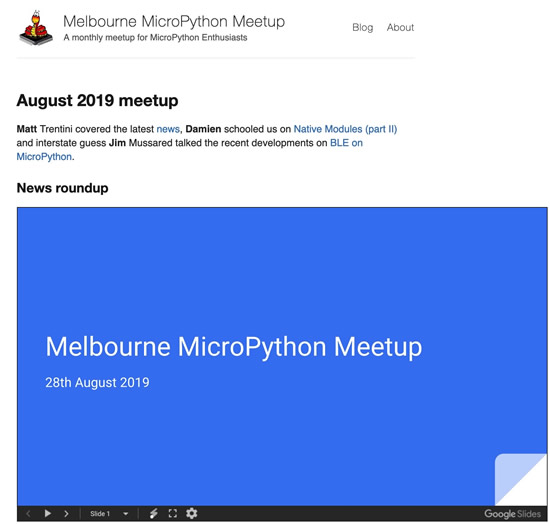 Melbourne MicroPython Meetup
A monthly meetup for MicroPython Enthusiasts
Blog About
August 2019 meetup
Matt Trentini covered the latest news, Damien schooled us on Native Modules (part II)
and interstate guess Jim Mussared talked the recent developments on BLE on
MicroPython.
News roundup
Melbourne MicroPython Meetup
28th August 2019
Slide 1
Google Slides